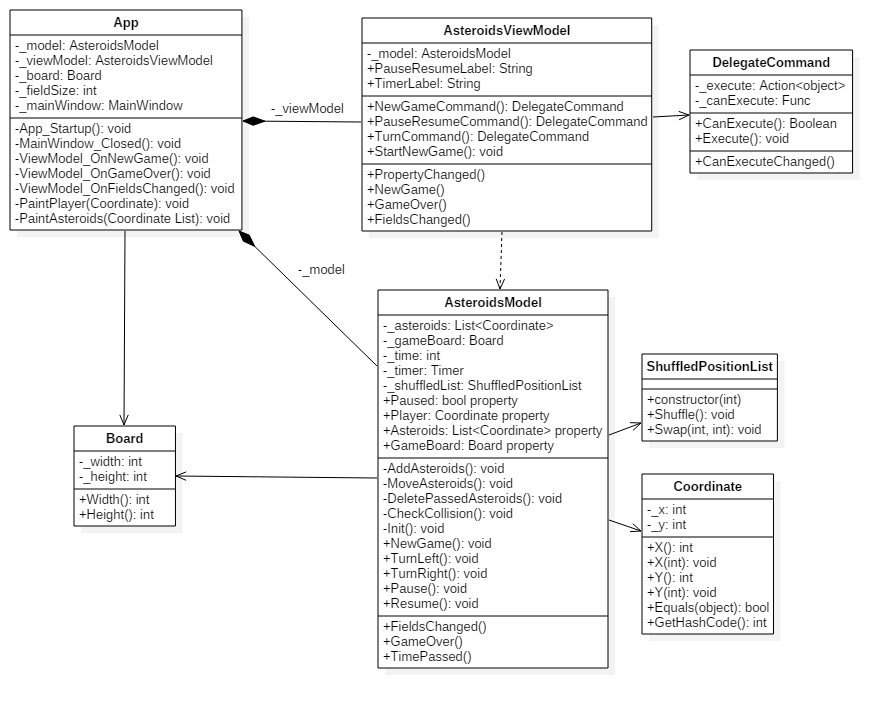 App
-_model: AsteroidsModel
-_viewModel: AsteroidsViewModel
-_board: Board
-_fieldSize: int
-_mainWindow: MainWindow
-App_Startup(): void
-MainWindow_Closed(): void
-ViewModel_OnNewGame(): void
-ViewModel_OnGameOver(): void
-ViewModel_OnFieldsChanged(): void
-PaintPlayer(Coordinate): void
-PaintAsteroids(Coordinate List): void
-_viewModel
AsteroidsViewModel
-_model: AsteroidsModel
+PauseResumeLabel: String
+TimerLabel: String
+NewGameCommand(): DelegateCommand
+PauseResumeCommand(): DelegateCommand
+TurnCommand(): DelegateCommand
+StartNewGame(): void
+PropertyChanged()
+NewGame()
+GameOver()
+FieldsChanged()
DelegateCommand
-_execute: Action<object>
-_canExecute: Func
+CanExecute(): Boolean
+Execute(): void
+CanExecuteChanged()
-_model
AsteroidsModel
-_asteroids: List<Coordinate>
-_gameBoard: Board
-_time: int
-_timer: Timer
-_shuffledList: ShuffledPositionList
+Paused: bool property
+Player: Coordinate property
+Asteroids: List<Coordinate> property
+GameBoard: Board property
-AddAsteroids(): void
-MoveAsteroids(): void
-DeletePassedAsteroids(): void
-CheckCollision(): void
-Init(): void
+NewGame(): void
+TurnLeft(): void
+TurnRight(): void
+Pause(): void
+Resume(): void
+FieldsChanged()
+GameOver()
+TimePassed()
ShuffledPositionList
+constructor(int)
+Shuffle(): void
+Swap(int, int): void
Board
-_width: int
-_height: int
+Width(): int
+Height(): int
Coordinate
-_x: int
-_y: int
+X(): int
+X(int): void
+Y(): int
+Y(int): void
+Equals(object): bool
+GetHashCode(): int